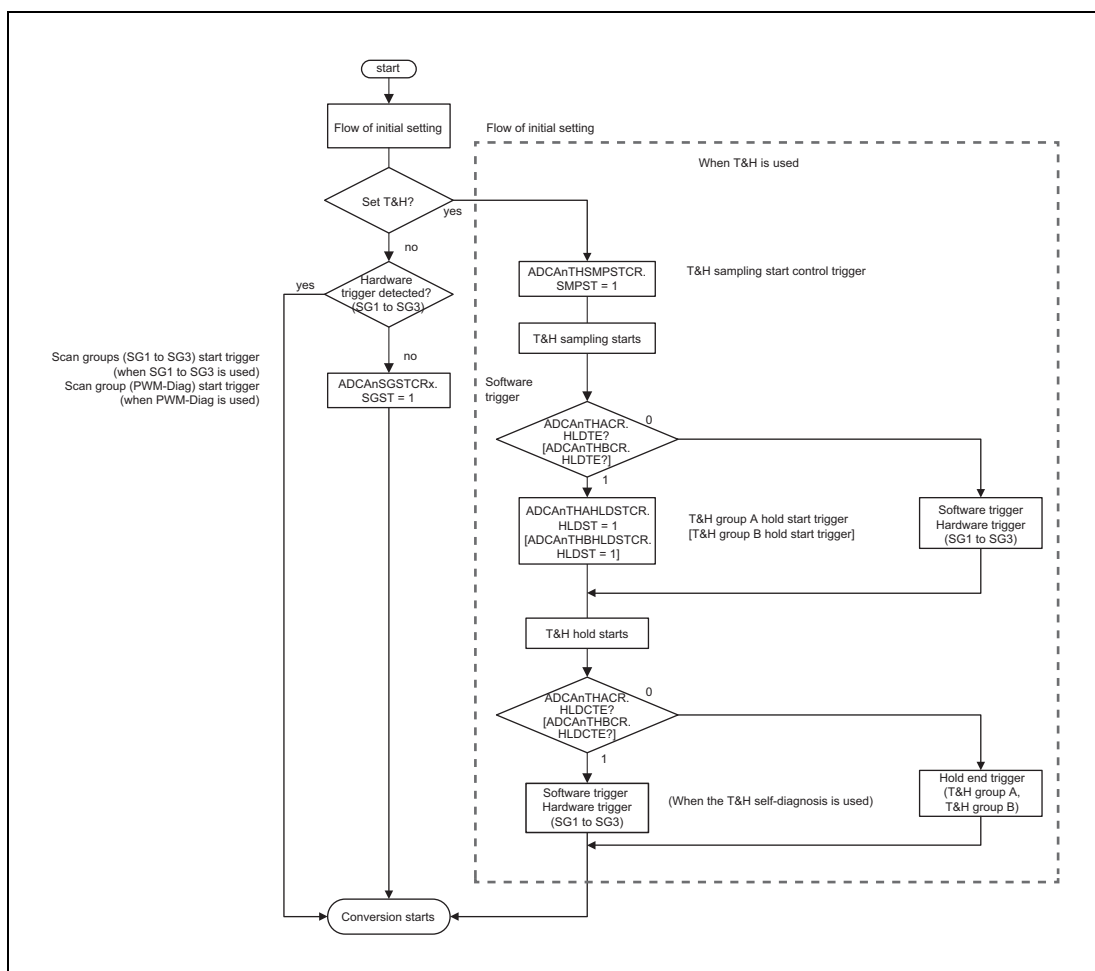 start
Flow of initial setting
Flow of initial setting
When T&H is used
Set T&H?
yes
no
Hardware
trigger detected?
(SG1 to SG3)
yes
no
Scan groups (SG1 to SG3) start trigger
(when SG1 to SG3 is used)
Scan group (PWM-Diag) start trigger
(when PWM-Diag is used)
ADCAnSGSTCRx.
SGST = 1
ADCAnTHSMPSTCR.
SMPST = 1
T&H sampling start control trigger
T&H sampling starts
Software
trigger
ADCAnTHACR.
HLDTE?
[ADCAnTHBCR.
HLDTE?]
0
1
ADCAnTHAHLDSTCR.
HLDST = 1
[ADCAnTHBHLDSTCR.
HLDST = 1]
T&H group A hold start trigger
[T&H group B hold start trigger]
Software trigger
Hardware trigger
(SG1 to SG3)
T&H hold starts
ADCAnTHACR.
HLDCTE?
[ADCAnTHBCR.
HLDCTE?]
0
1
Software trigger
Hardware trigger
(SG1 to SG3)
(When the T&H self-diagnosis is used)
Hold end trigger
(T&H group A,
T&H group B)
Conversion starts